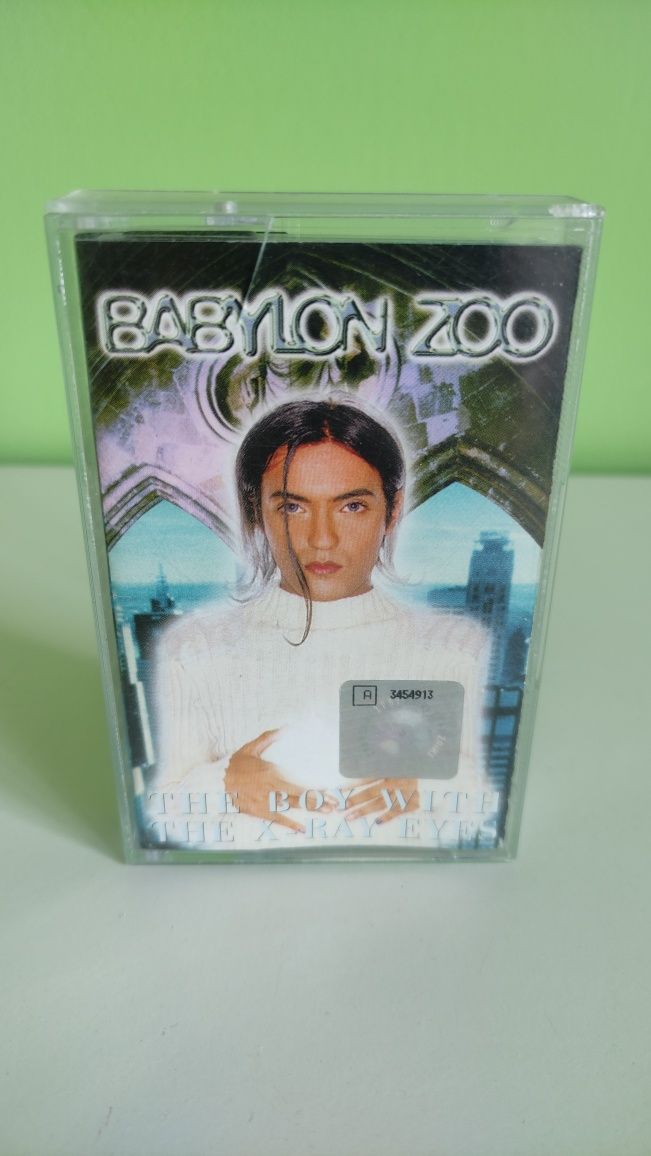 BABYLON ZOO
A 3454913
THE BOY WITH
THE X-RAY EYES